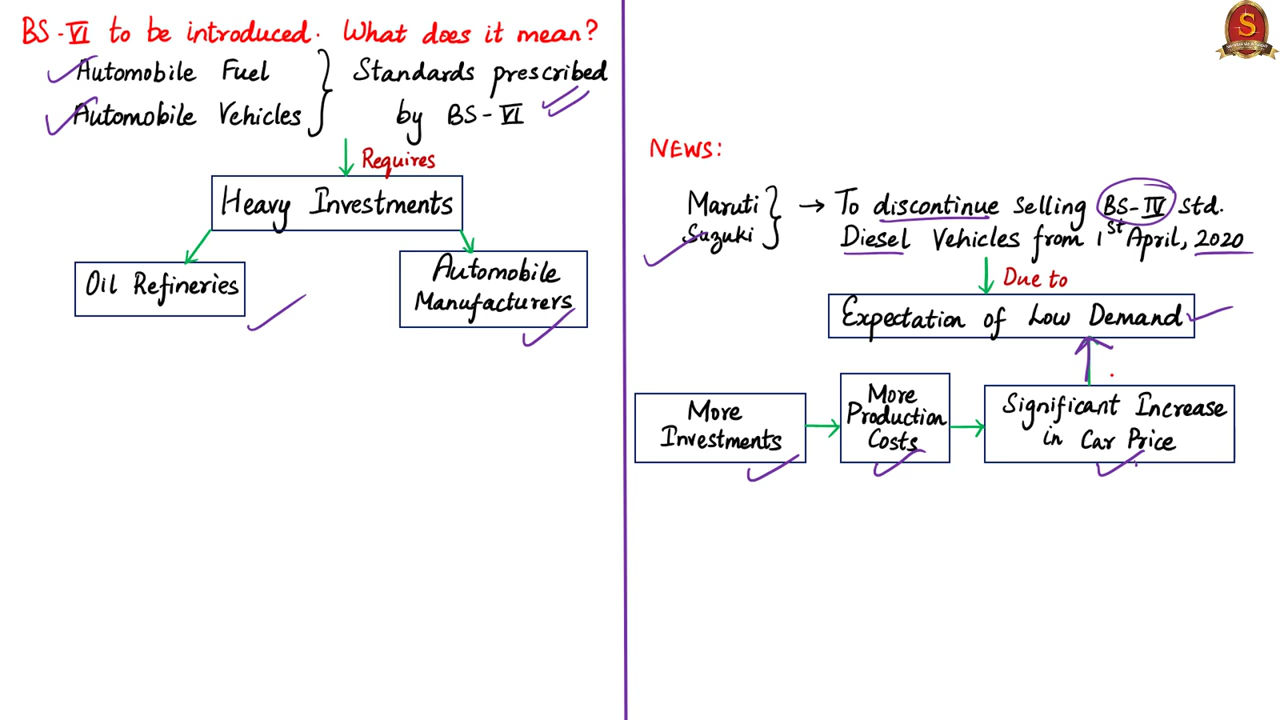 BS-VI to be introduced. What does it mean?
Automobile Fuel
Automobile Vehicles
Standards prescribed
by BS-VI
Requires
Heavy Investments
Oil Refineries
Automobile
Manufacturers
NEWS:
Maruti
Suzuki
→ To discontinue selling BS-IV std.
Diesel Vehicles from 1st April, 2020
Due to
Expectation of Low Demand
More
Investments
More
Production
Costs
Significant Increase
in Car Price
S